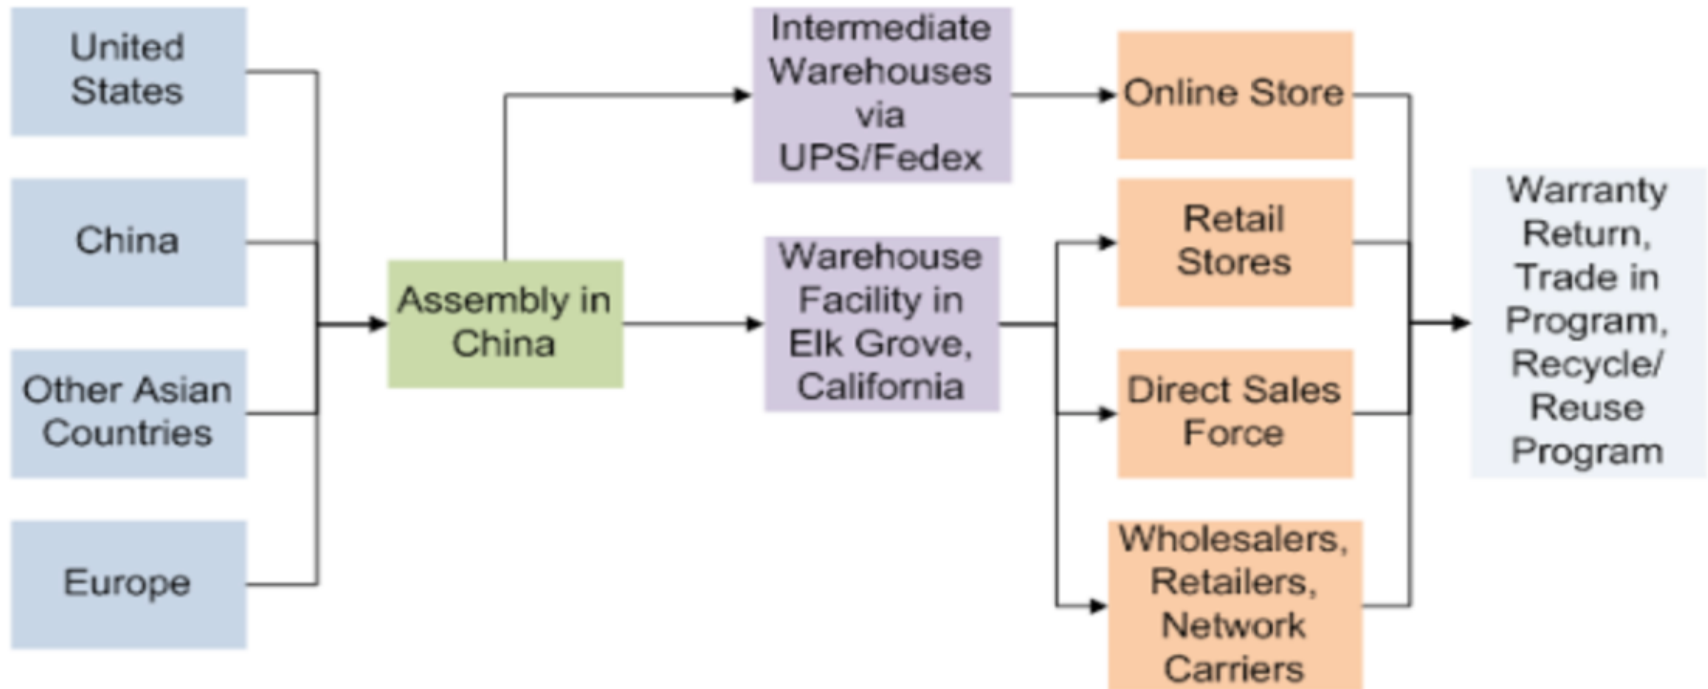 United
States
China
Other Asian
Countries
Europe
Assembly in
China
Intermediate
Warehouses
via
UPS/Fedex
Warehouse
Facility in
Elk Grove,
California
Online Store
Retail
Stores
Direct Sales
Force
Wholesalers,
Retailers,
Network
Carriers
Warranty
Return,
Trade in
Program,
Recycle/
Reuse
Program